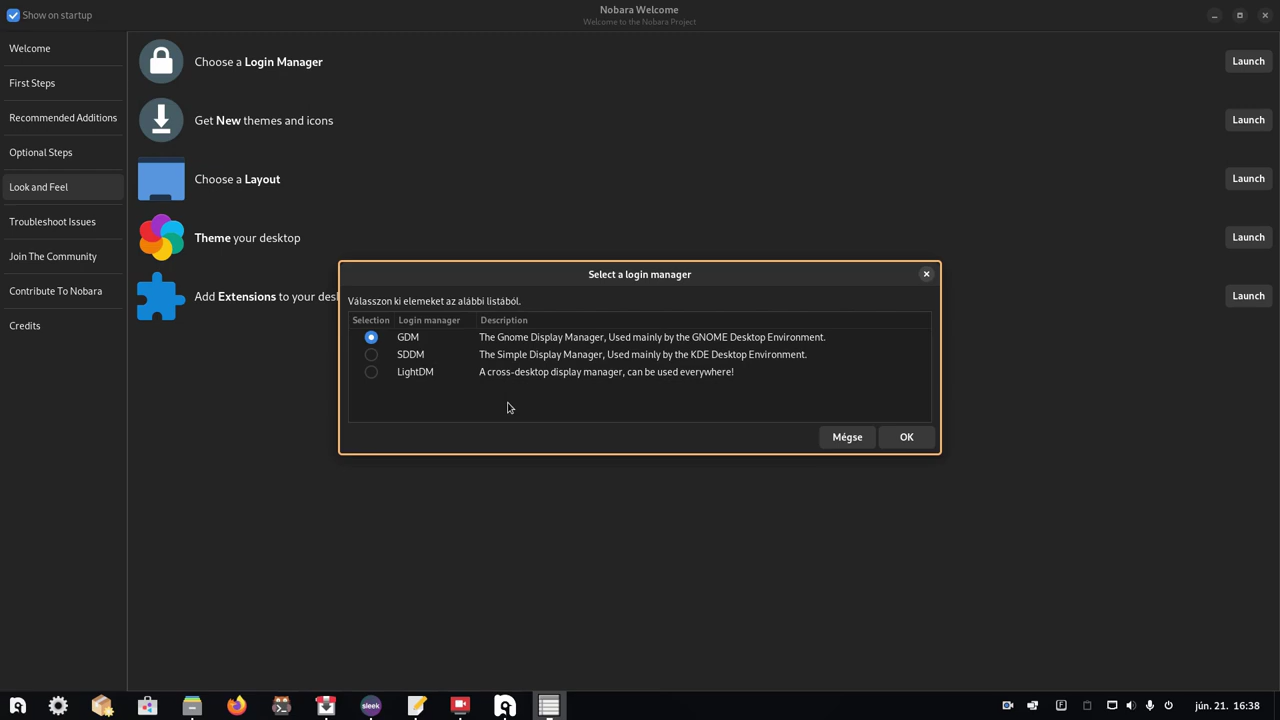 Show on startup
Nobara Welcome
Welcome to the Nobara Project
Welcome
First Steps
Recommended Additions
Optional Steps
Look and Feel
Troubleshoot Issues
Join The Community
Contribute To Nobara
Credits
Choose a Login Manager
Launch
Get New themes and icons
Launch
Choose a Layout
Launch
Theme your desktop
Launch
Add Extensions to your desk
Launch
Select a login manager
Válasszon ki elemeket az alábbi listából.
Selection Login manager Description
GDM The Gnome Display Manager, Used mainly by the GNOME Desktop Environment.
SDDM The Simple Display Manager, Used mainly by the KDE Desktop Environment.
LightDM A cross-desktop display manager, can be used everywhere!
Mégse OK
sleek
jún. 21. 16:38